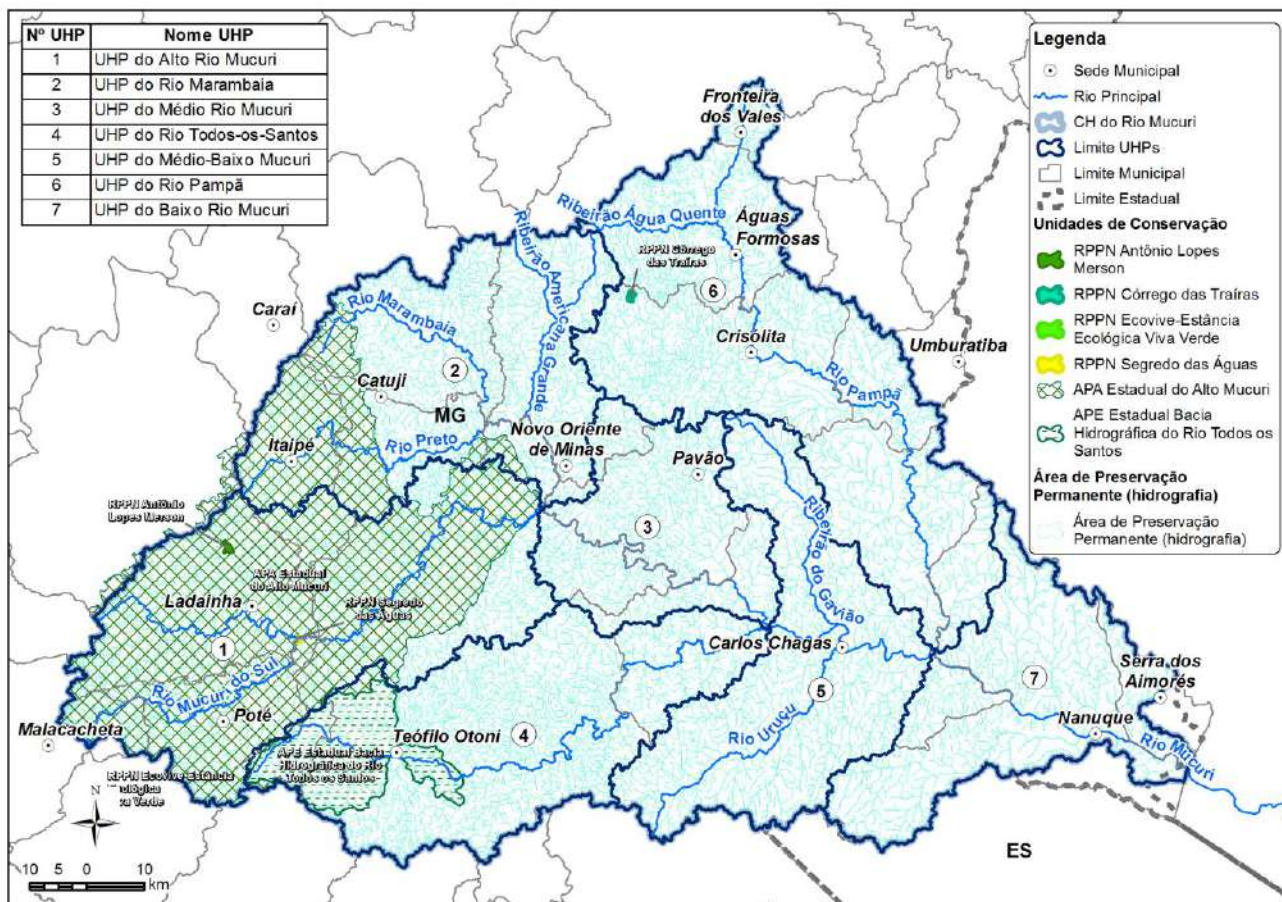 Nº UHP Nome UHP
1 UHP do Alto Rio Mucuri
2 UHP do Rio Marambaia
3 UHP do Médio Rio Mucuri
4 UHP do Rio Todos-os-Santos
5 UHP do Médio-Baixo Mucuri
6 UHP do Rio Pampã
7 UHP do Baixo Rio Mucuri
Legenda
Sede Municipal
Rio Principal
CH do Rio Mucuri
Limite UHPs
Limite Municipal
Limite Estadual
Unidades de Conservação
RPPN Antônio Lopes
Merson
RPPN Córrego das Traíras
RPPN Ecovive-Estância
Ecológica Viva Verde
RPPN Segredo das Águas
APA Estadual do Alto Mucuri
APE Estadual Bacia
Hidrográfica do Rio Todos os
Santos
Área de Preservação
Permanente (hidrografia)
Área de Preservação
Permanente (hidrografia)
Fronteira
dos Vales
Ribeirão Água Quente
Águas
Formosas
RPPN Córrego
das Traíras
6
Ribeirão Americana Grande
Caraí
Rio Marambaia
Crisólita
Umburatiba
2
Catuji
MG
Rio Pampã
Novo Oriente
de Minas
Rio Preto
Itaipé
Pavão
RPPN Antônio
Lopes Merson
3
Ribeirão do Gavião
APA Estadual
do Alto Mucuri
Ladainha
RPPN Segredo
das Águas
1
Carlos Chagas
Serra dos
Aimorés
7
5
Rio Mucuri do Sul
Poté
Malacacheta
Teófilo Otoni
4
Rio Uruçu
Nanuque
Rio Mucuri
APE Estadual Bacia
Hidrográfica do Rio
Todos os Santos
RPPN Ecovive-Estância
N
ES
10 5 0 10
km